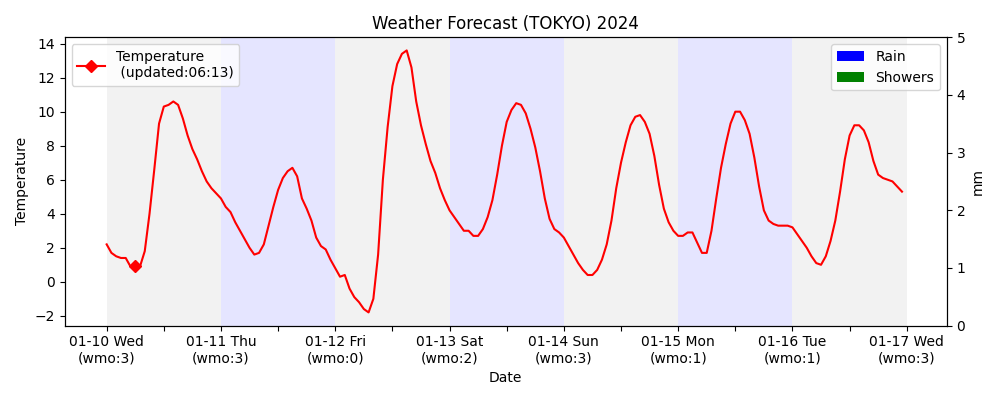 Weather Forecast (TOKYO) 2024
Temperature
(updated:06:13)
Rain
Showers
14
12
10
8
6
4
2
0
−2
Temperature
5
4
3
2
1
0
mm
01-10 Wed
(wmo:3)
01-11 Thu
(wmo:3)
01-12 Fri
(wmo:0)
01-13 Sat
(wmo:2)
01-14 Sun
(wmo:3)
01-15 Mon
(wmo:1)
01-16 Tue
(wmo:1)
01-17 Wed
(wmo:3)
Date